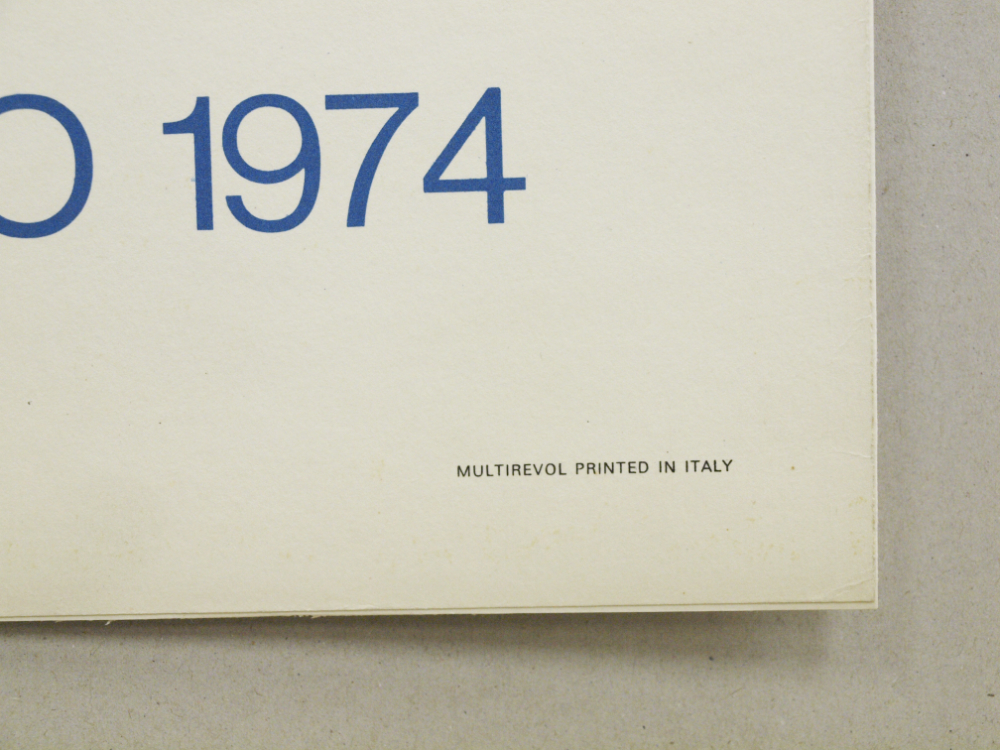 O 1974
MULTIREVOL PRINTED IN ITALY